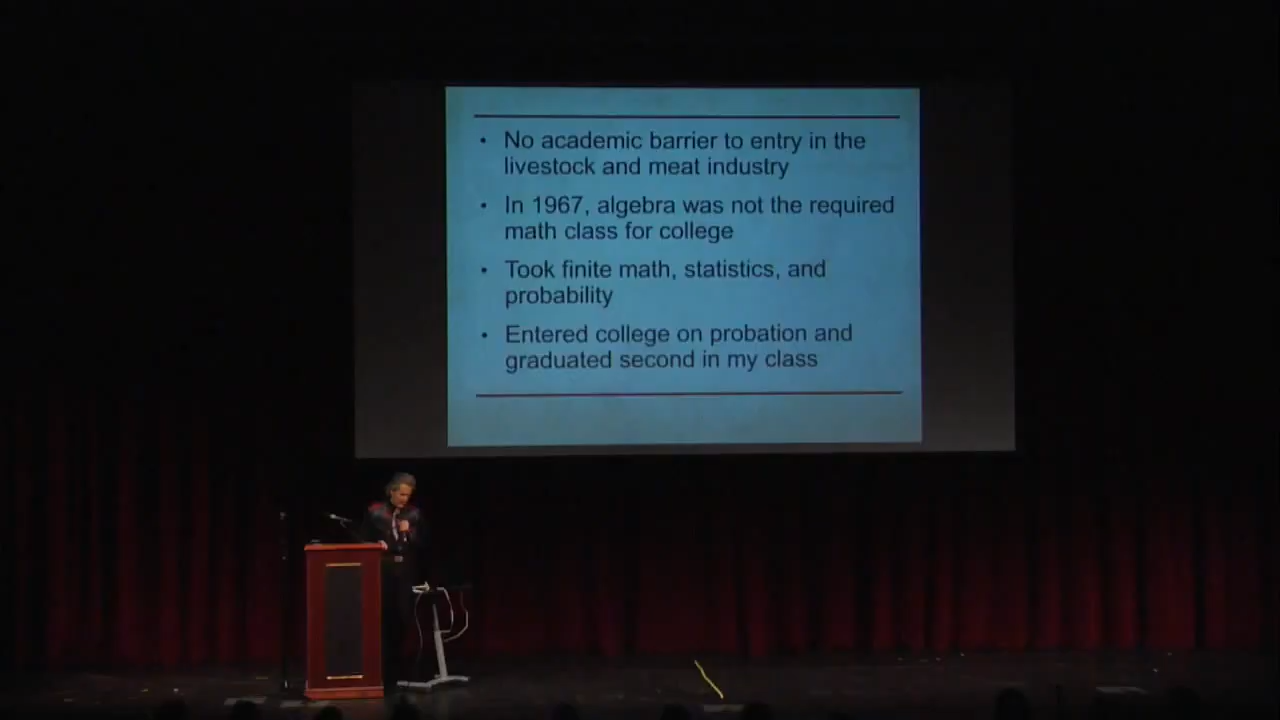 • No academic barrier to entry in the
livestock and meat industry
• In 1967, algebra was not the required
math class for college
• Took finite math, statistics, and
probability
• Entered college on probation and
graduated second in my class